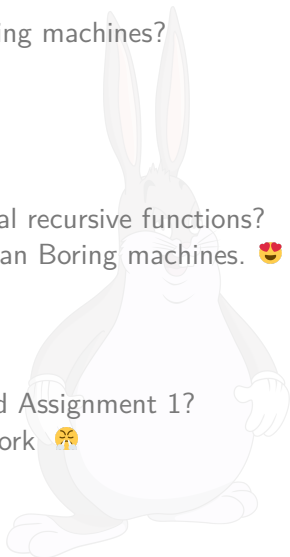 ing machines?
al recursive functions?
an Boring machines. 😍
d Assignment 1?
ork 😤